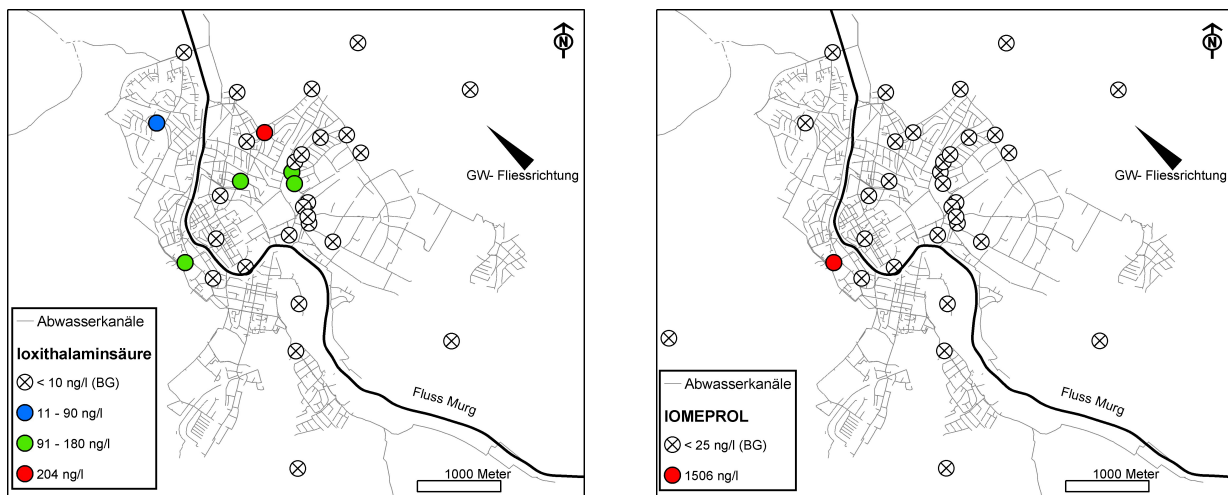 N
GW- Fliessrichtung
Abwasserkanäle
Ioxithalaminsäure
< 10 ng/l (BG)
11 - 90 ng/l
91 - 180 ng/l
204 ng/l
Fluss Murg
1000 Meter
N
GW- Fliessrichtung
Abwasserkanäle
IOMEPROL
< 25 ng/l (BG)
1506 ng/l
Fluss Murg
1000 Meter